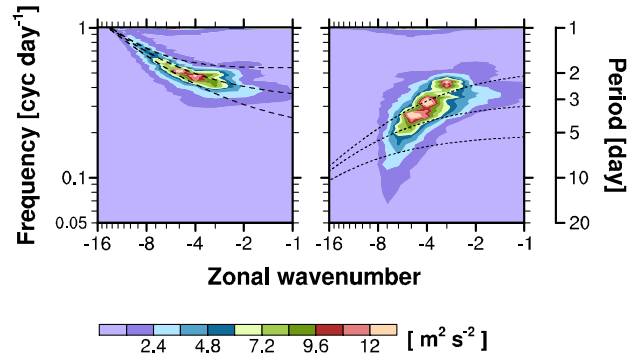 Frequency [cyc day⁻¹]
1
0.1
0.05
-16 -8 -4 -2 -1
-16 -8 -4 -2 -1
1
2
3
5
10
20
Period [day]
Zonal wavenumber
2.4 4.8 7.2 9.6 12
[ m² s⁻² ]